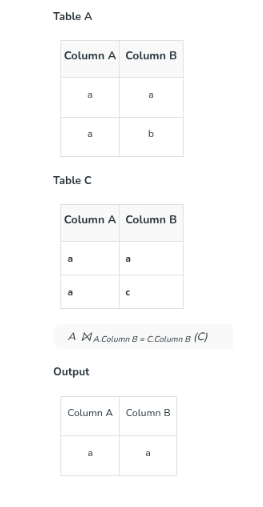 Table A
Column A Column B
a a
a b
Table C
Column A Column B
a a
a c
A ⋈ A.Column B = C.Column B (C)
Output
Column A Column B
a a